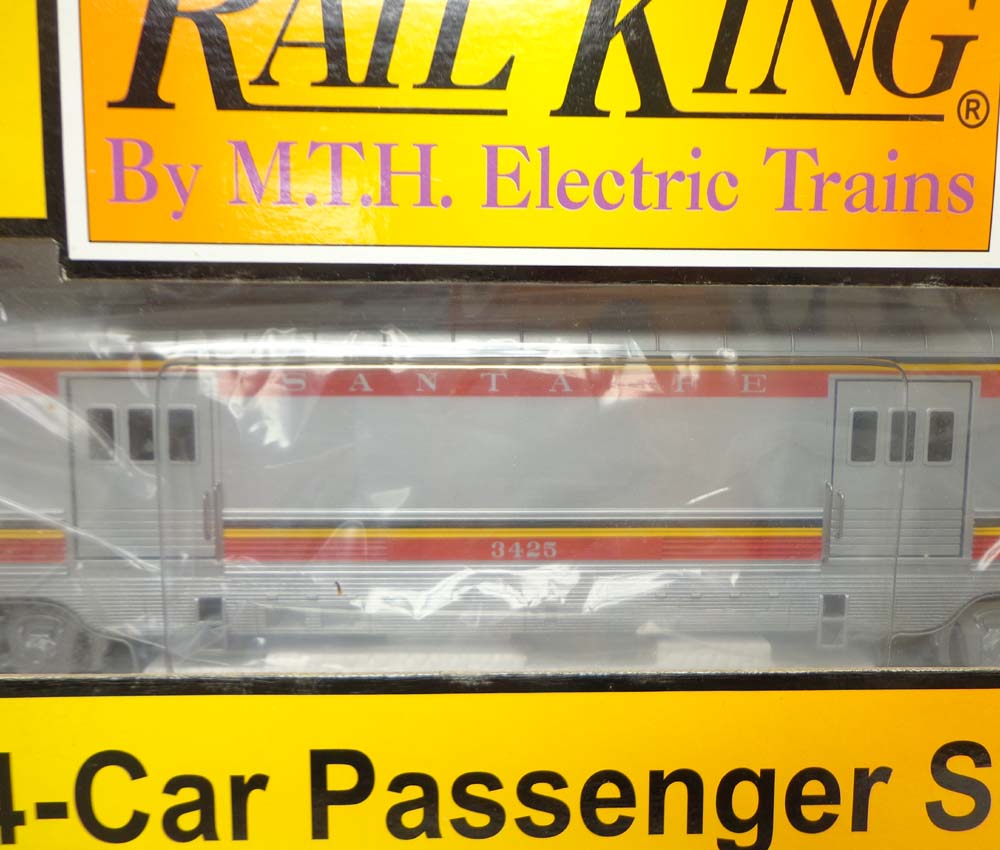 RAIL KING®
By M.T.H. Electric Trains
SANTA FE
3425
4-Car Passenger S